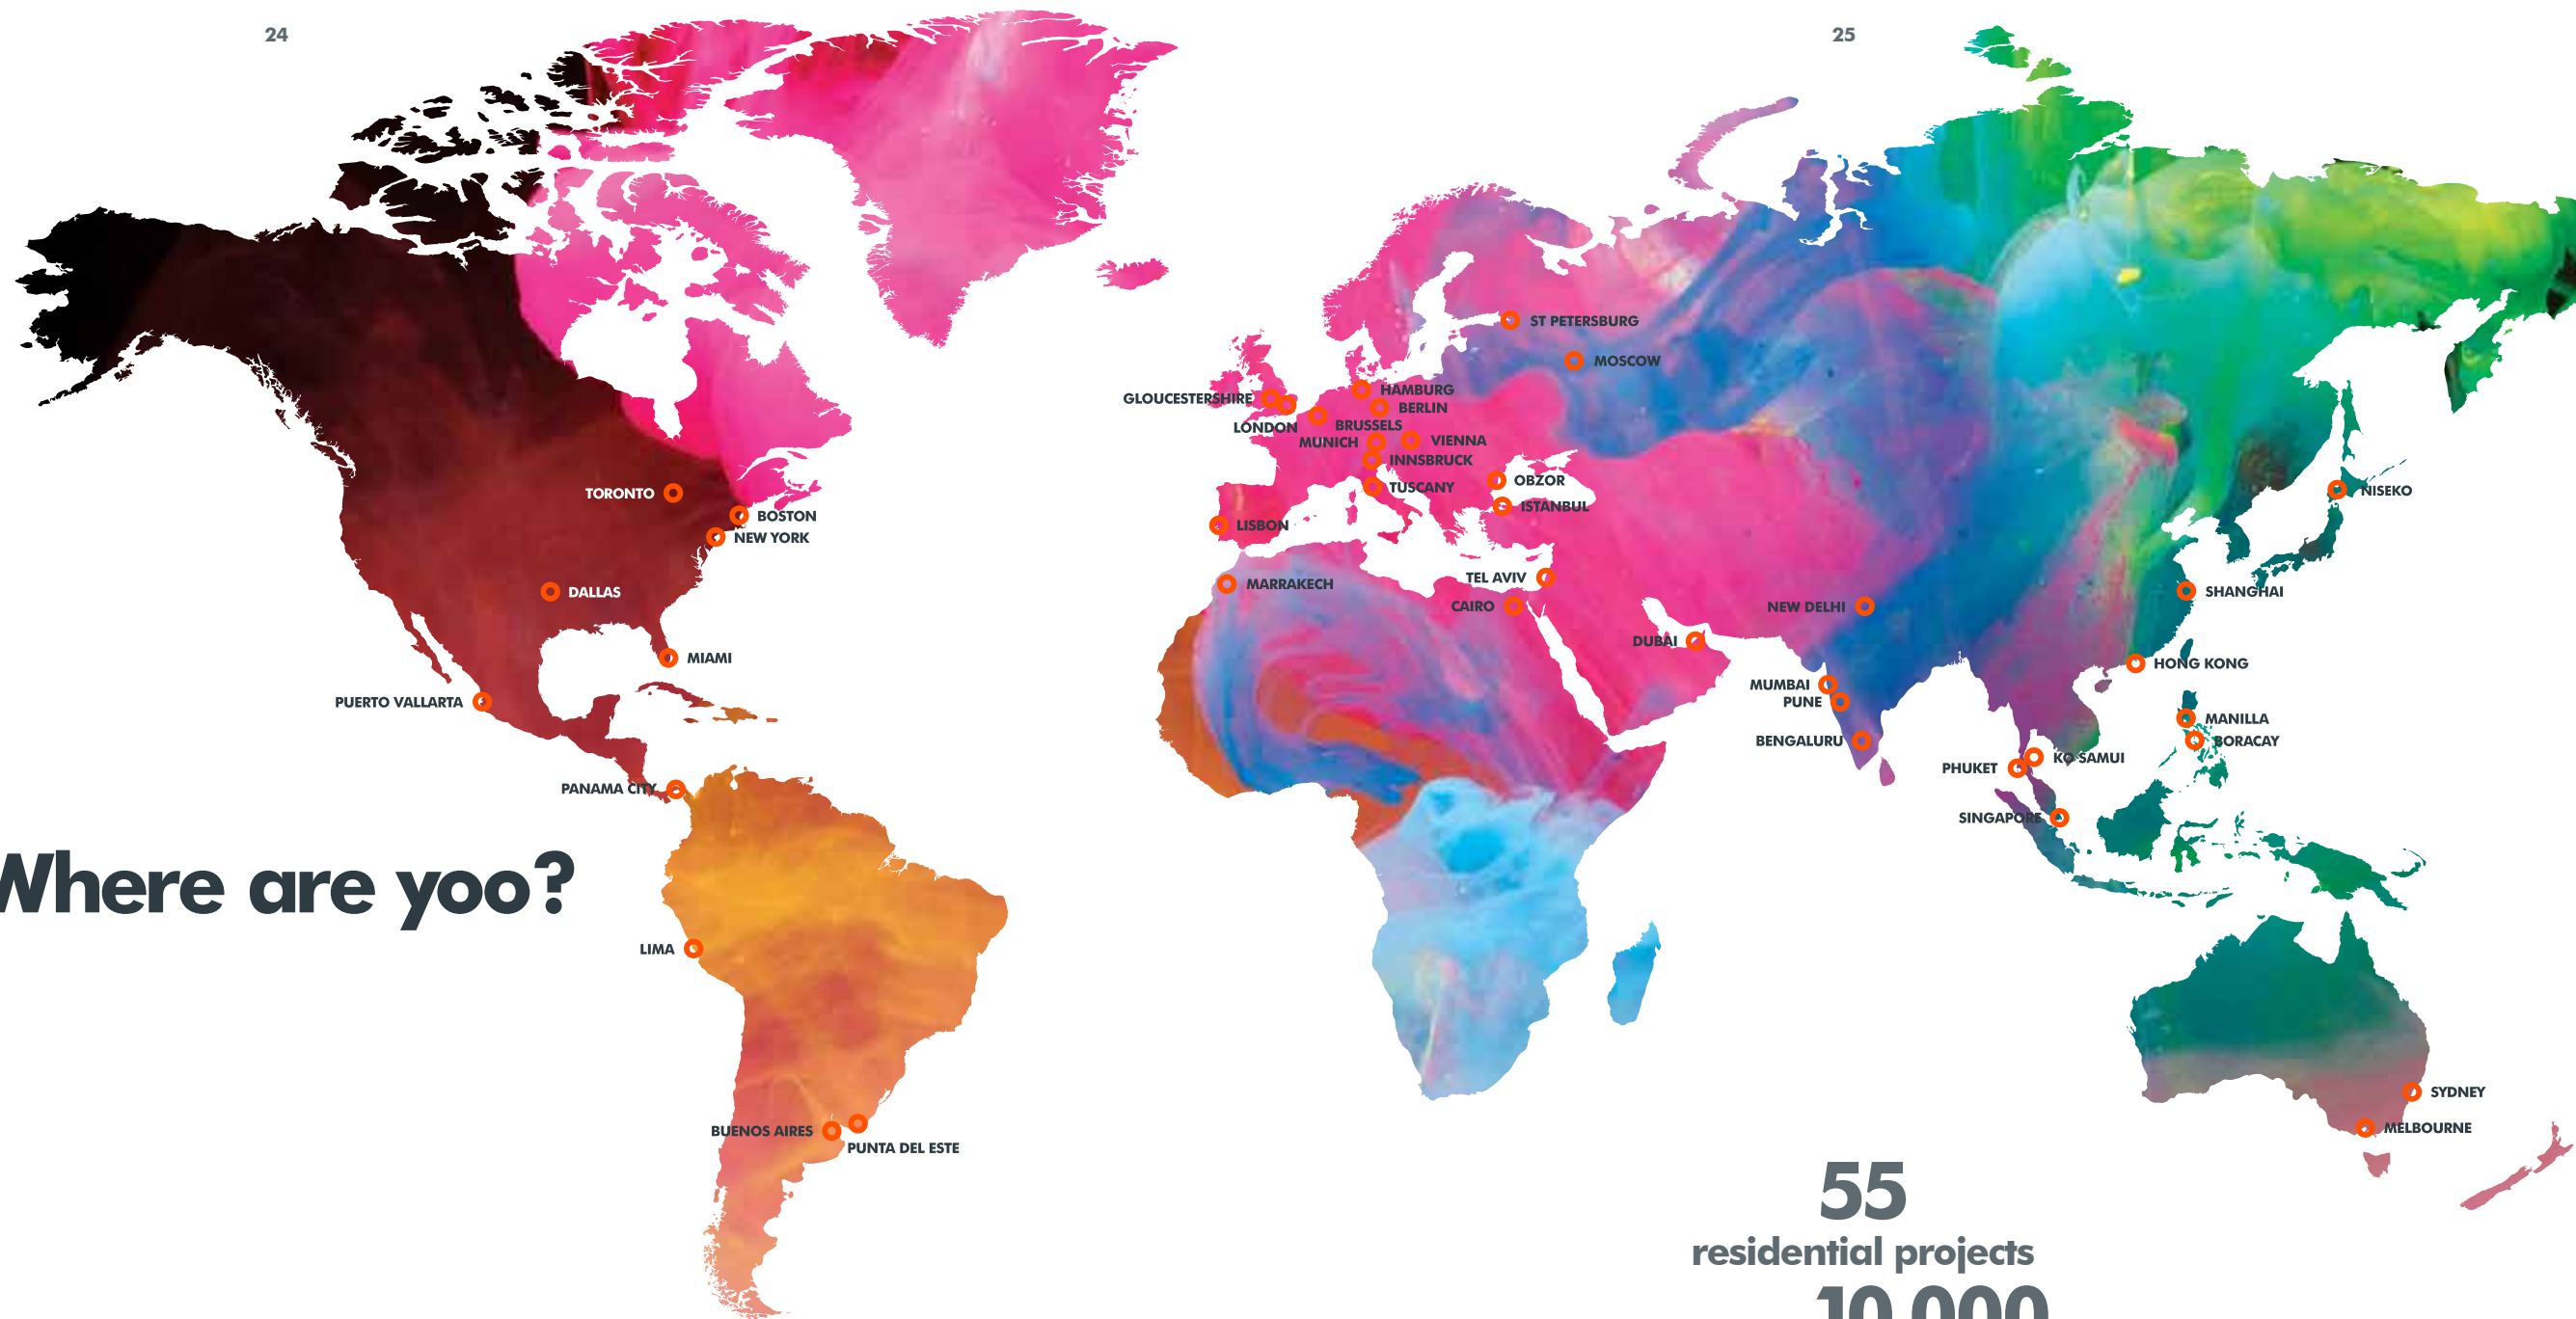 24
25
ST PETERSBURG
MOSCOW
HAMBURG
GLOUCESTERSHIRE
BERLIN
LONDON
BRUSSELS
MUNICH
VIENNA
INNSBRUCK
OBZOR
TUSCANY
ISTANBUL
LISBON
TORONTO
BOSTON
NEW YORK
DALLAS
MIAMI
PUERTO VALLARTA
PANAMA CITY
MARRAKECH
TEL AVIV
CAIRO
DUBAI
NEW DELHI
MUMBAI
PUNE
BENGALURU
NISEKO
SHANGHAI
HONG KONG
MANILLA
BORACAY
KO SAMUI
PHUKET
SINGAPORE
Where are yoo?
LIMA
BUENOS AIRES
PUNTA DEL ESTE
SYDNEY
MELBOURNE
55
residential projects
10,000